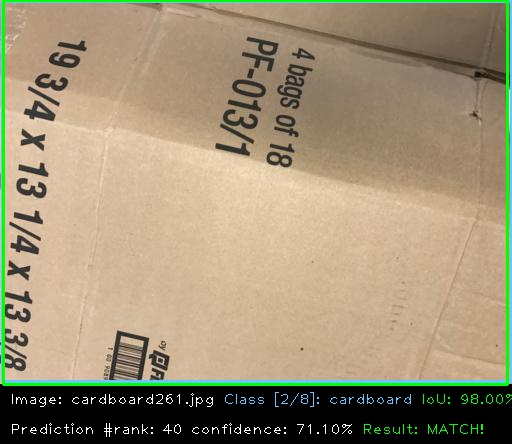 4 bags of 18
PF-013/1
19 3/4 x 13 1/4 x 13 3/8
by
Image: cardboard261.jpg Class [2/8]: cardboard IoU: 98.00%
Prediction #rank: 40 confidence: 71.10% Result: MATCH!